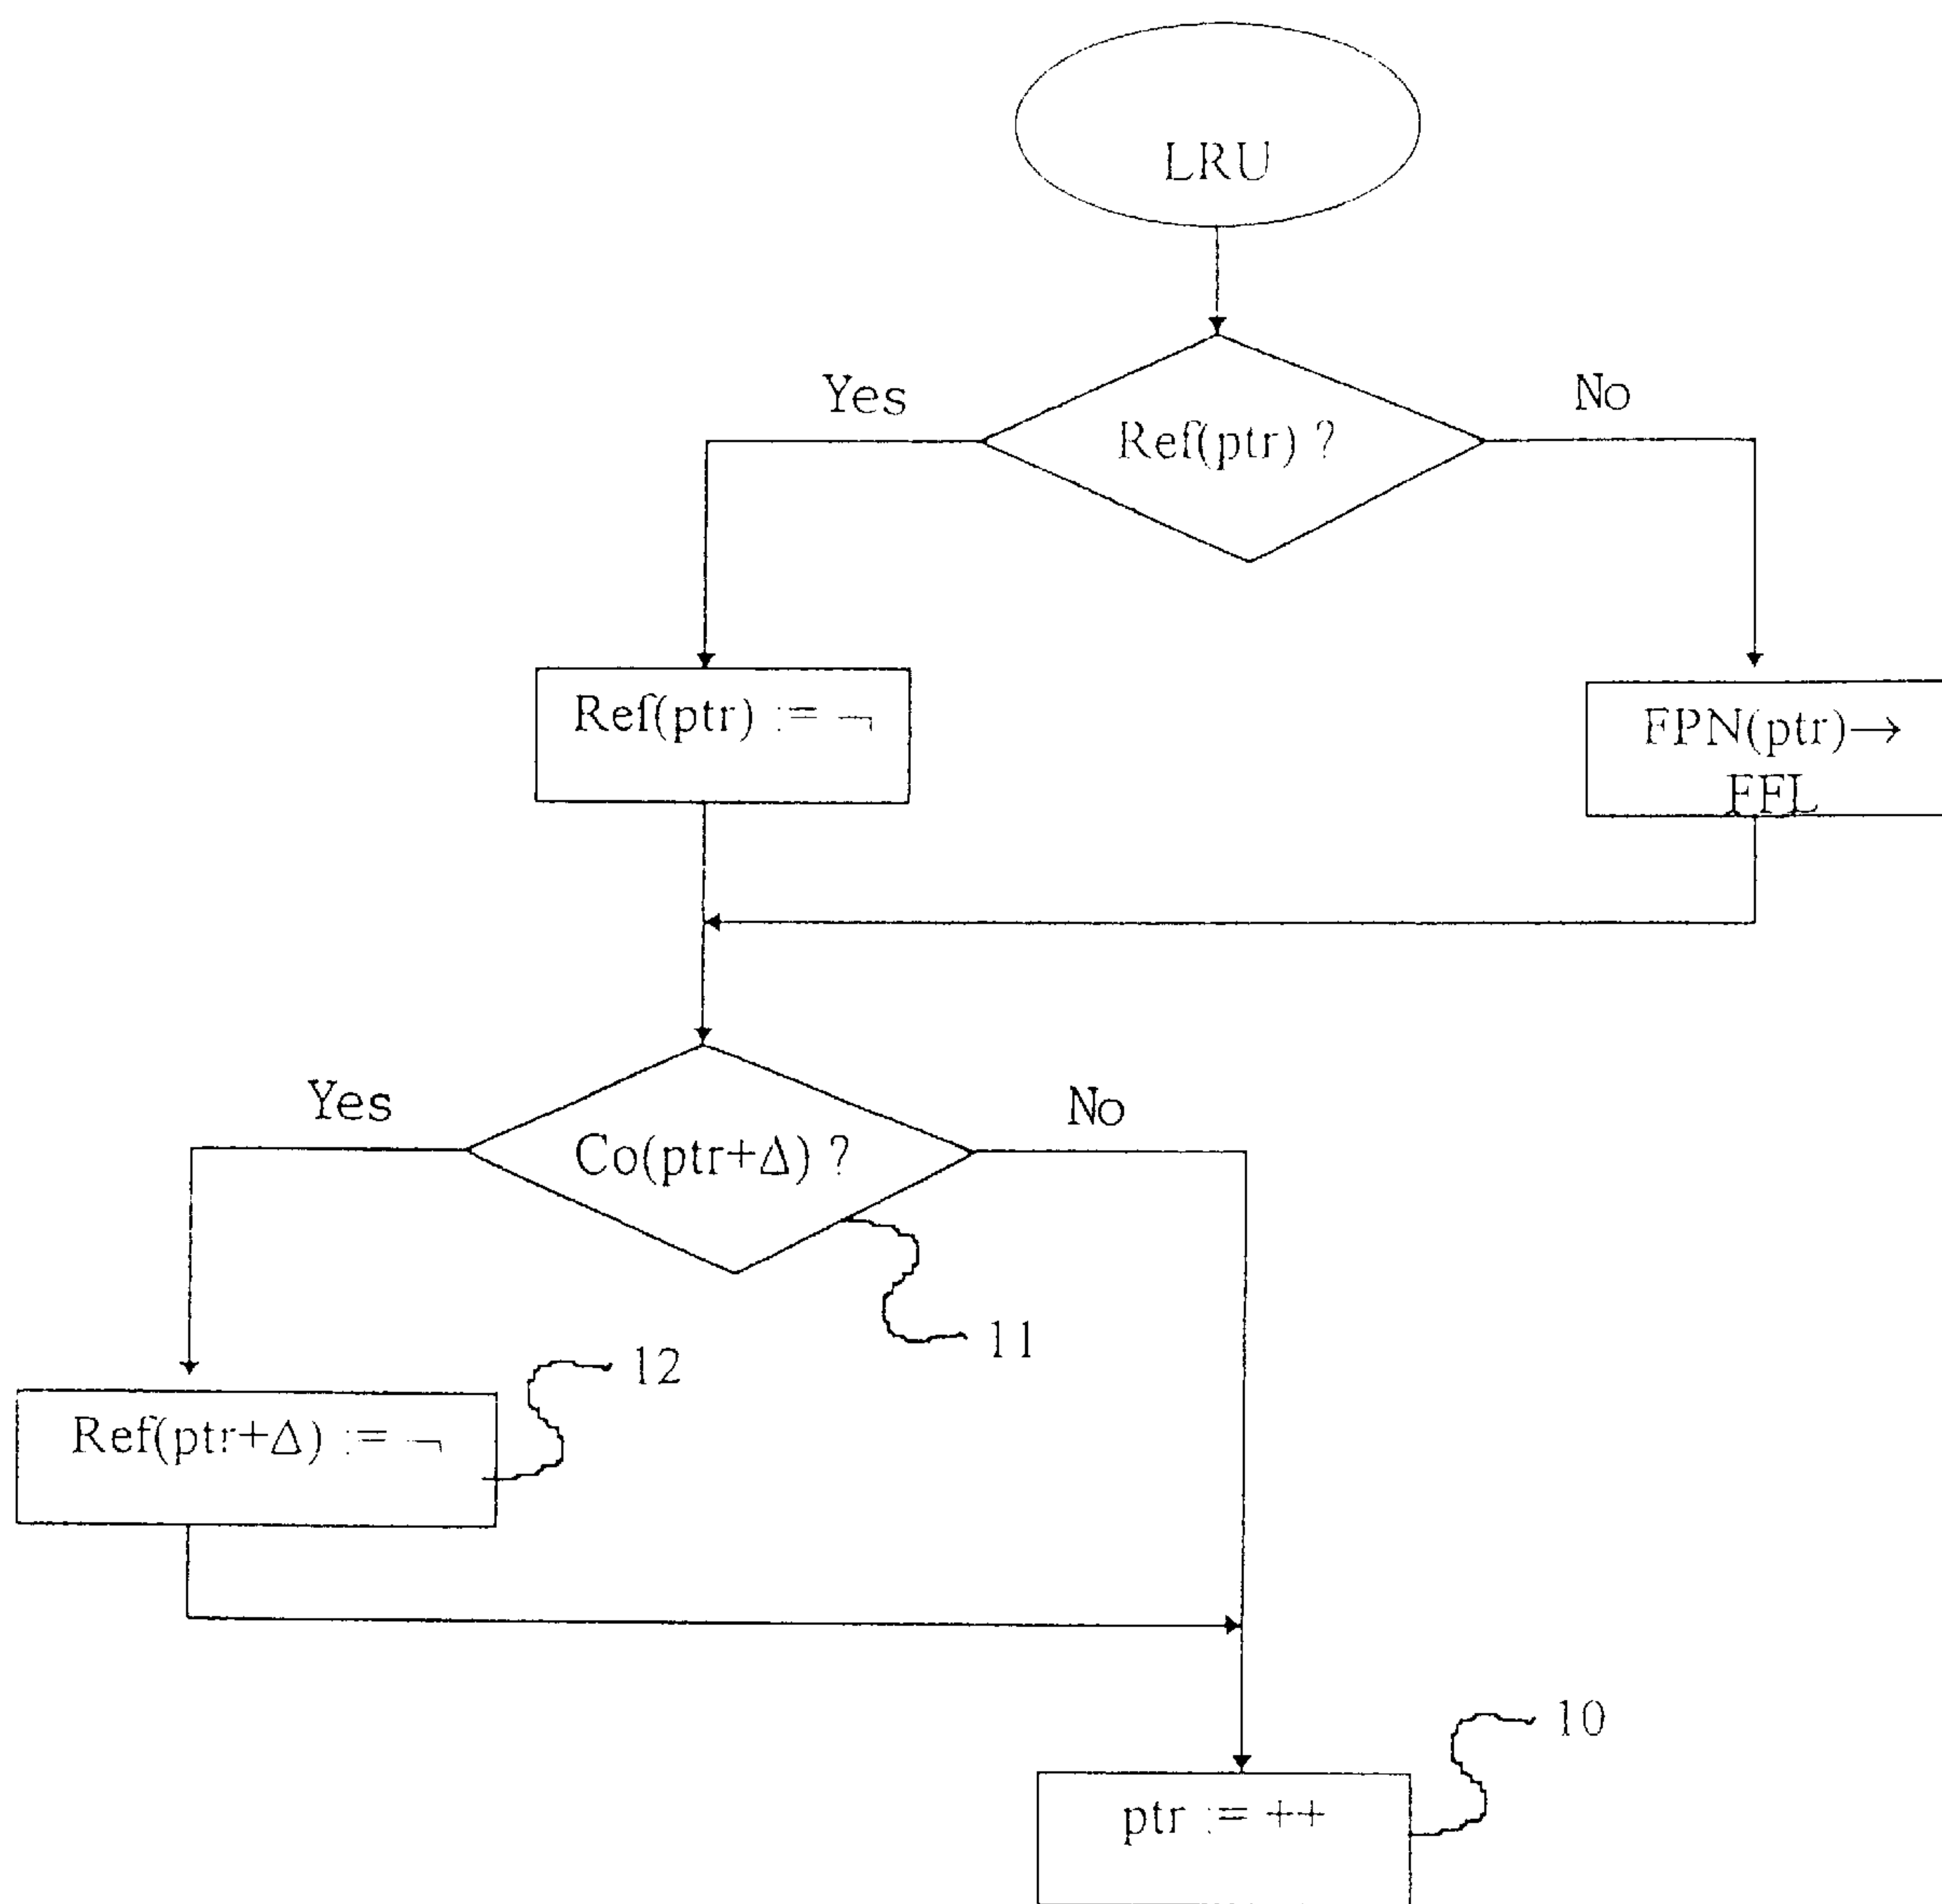 LRU
Yes
No
Ref(ptr) ?
Ref(ptr) := ¬
FPN(ptr)→
FFL
Yes
No
Co(ptr+Δ) ?
11
12
Ref(ptr+Δ) := ¬
10
ptr := ++